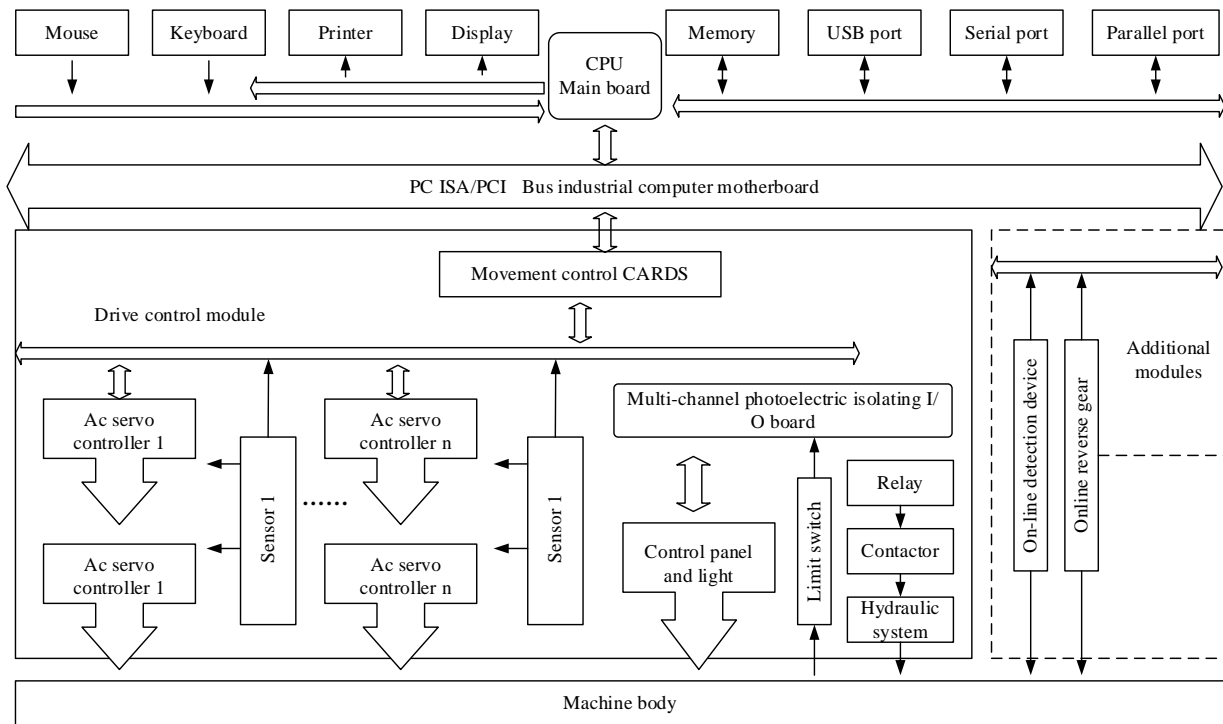 Mouse
Keyboard
Printer
Display
CPU
Main board
Memory
USB port
Serial port
Parallel port
PC ISA/PCI Bus industrial computer motherboard
Movement control CARDS
Drive control module
Ac servo
controller 1
Ac servo
controller n
Multi-channel photoelectric isolating I/
O board
Sensor 1
......
Sensor 1
Ac servo
controller 1
Ac servo
controller n
Control panel
and light
Limit switch
Relay
Contactor
Hydraulic
system
On-line detection device
Online reverse gear
Additional
modules
Machine body